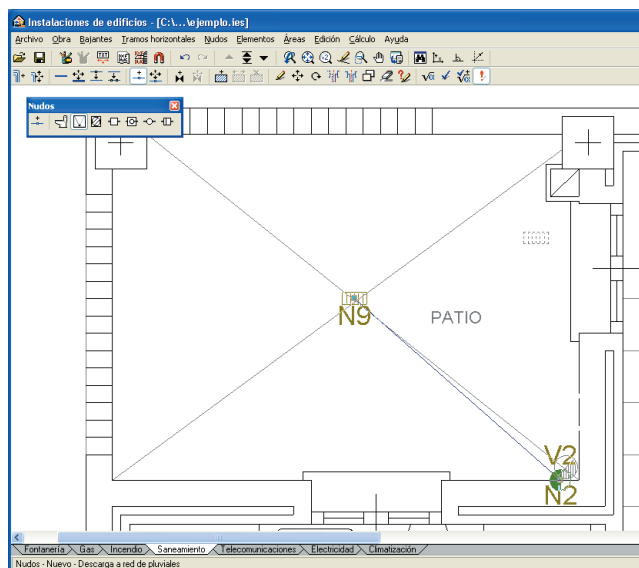 Instalaciones de edificios - [C:\...\ejemplo.ies]
Archivo Obra Bajantes Tramos horizontales Nudos Elementos Áreas Edición Cálculo Ayuda
Nudos
N9
PATIO
V2
N2
Fontanería Gas Incendio Saneamiento Telecomunicaciones Electricidad Climatización
Nudos - Nuevo - Descarga a red de pluviales